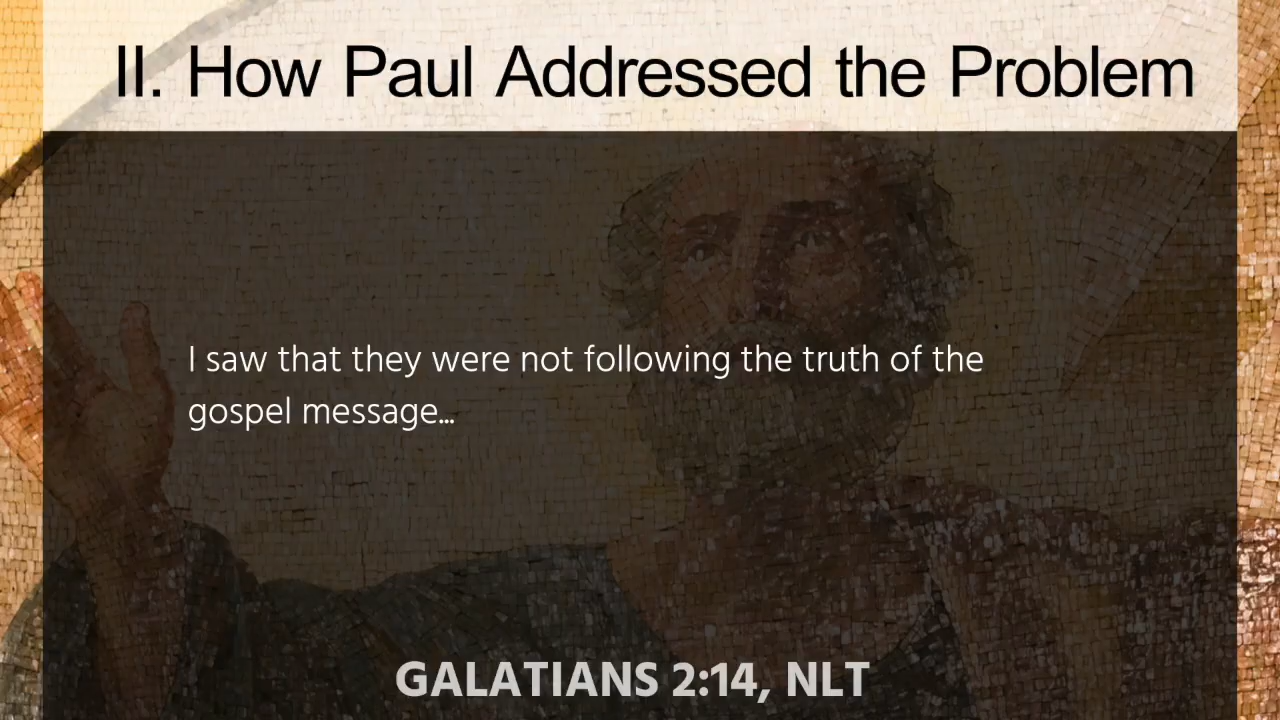 II. How Paul Addressed the Problem
I saw that they were not following the truth of the
gospel message...
GALATIANS 2:14, NLT